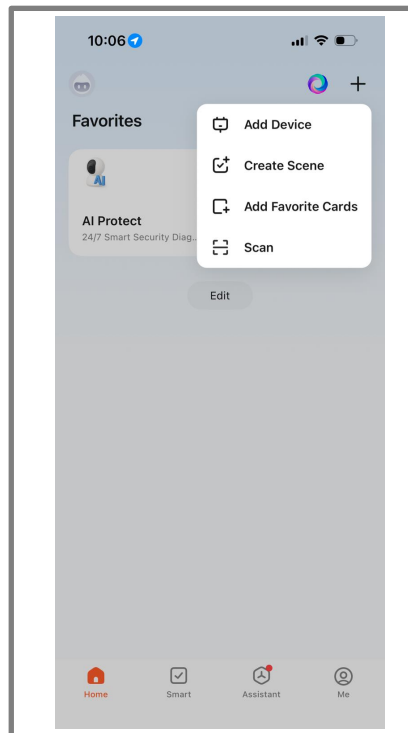 10:06
Favorites
Add Device
Create Scene
Add Favorite Cards
Scan
AI
AI Protect
24/7 Smart Security Diag...
Edit
Home
Smart
Assistant
Me